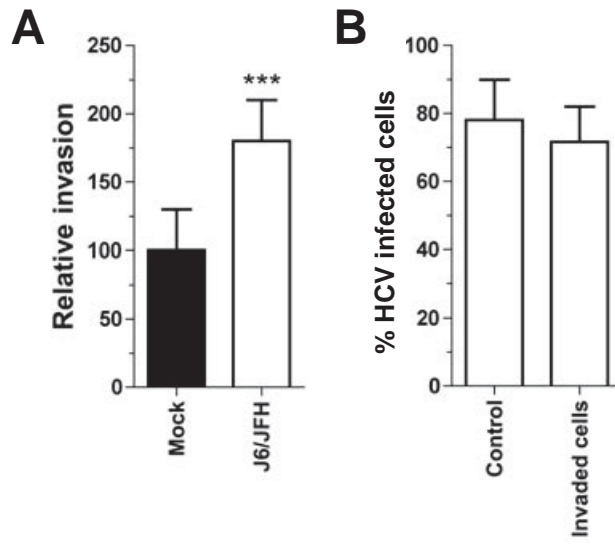 A
Relative invasion
250
200
150
100
50
0
***
Mock
J6/JFH
B
% HCV infected cells
100
80
60
40
20
0
Control
Invaded cells